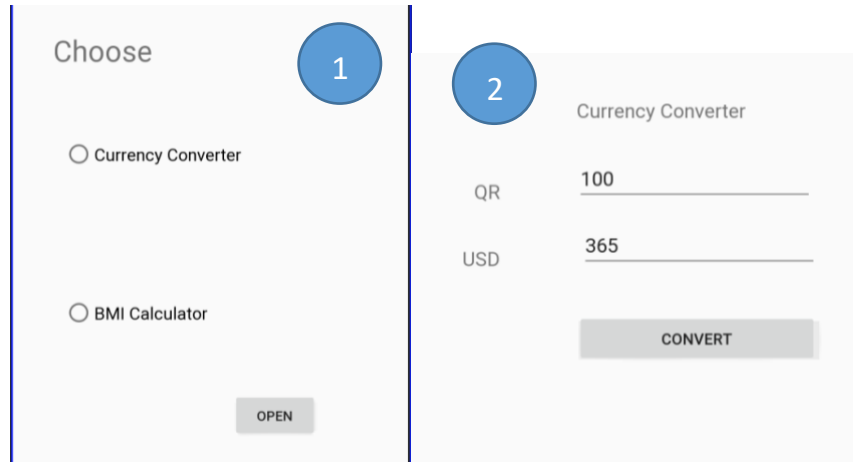 Choose
1
Currency Converter
BMI Calculator
OPEN
2
Currency Converter
QR 100
USD 365
CONVERT